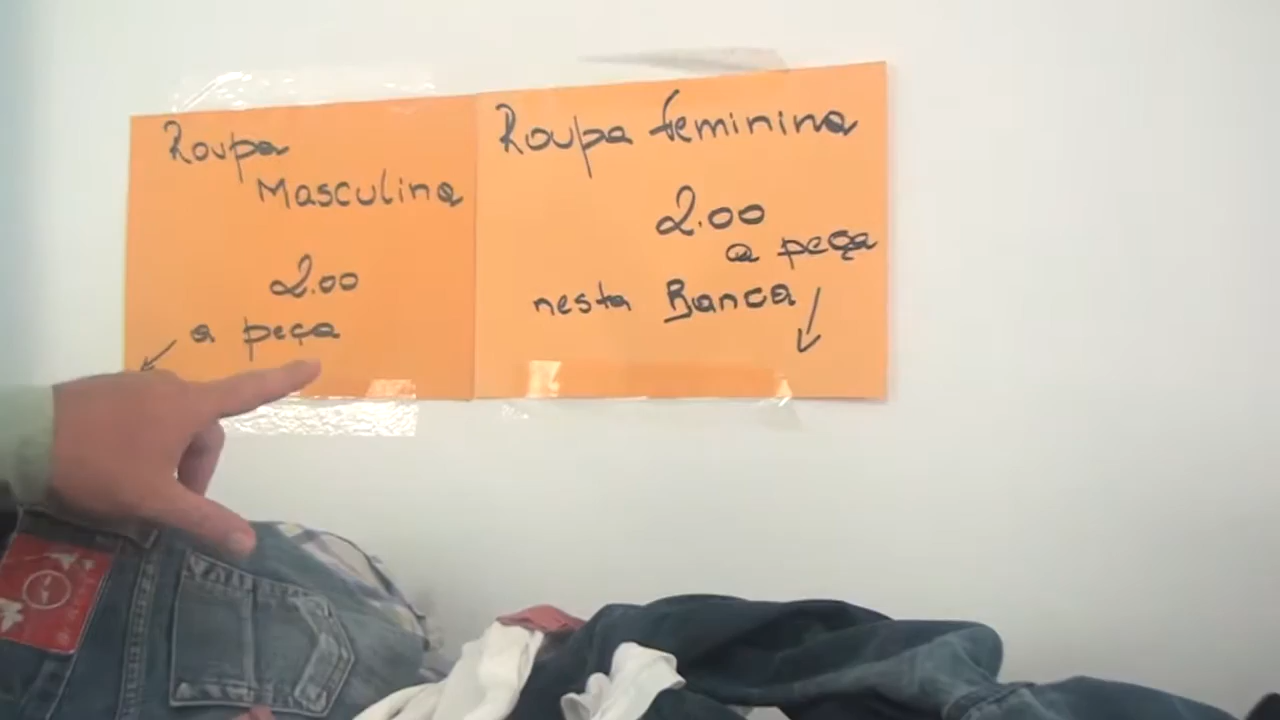 Roupa
Masculina
2.00
a peça
Roupa feminina
2.00
a peça
nesta Banca